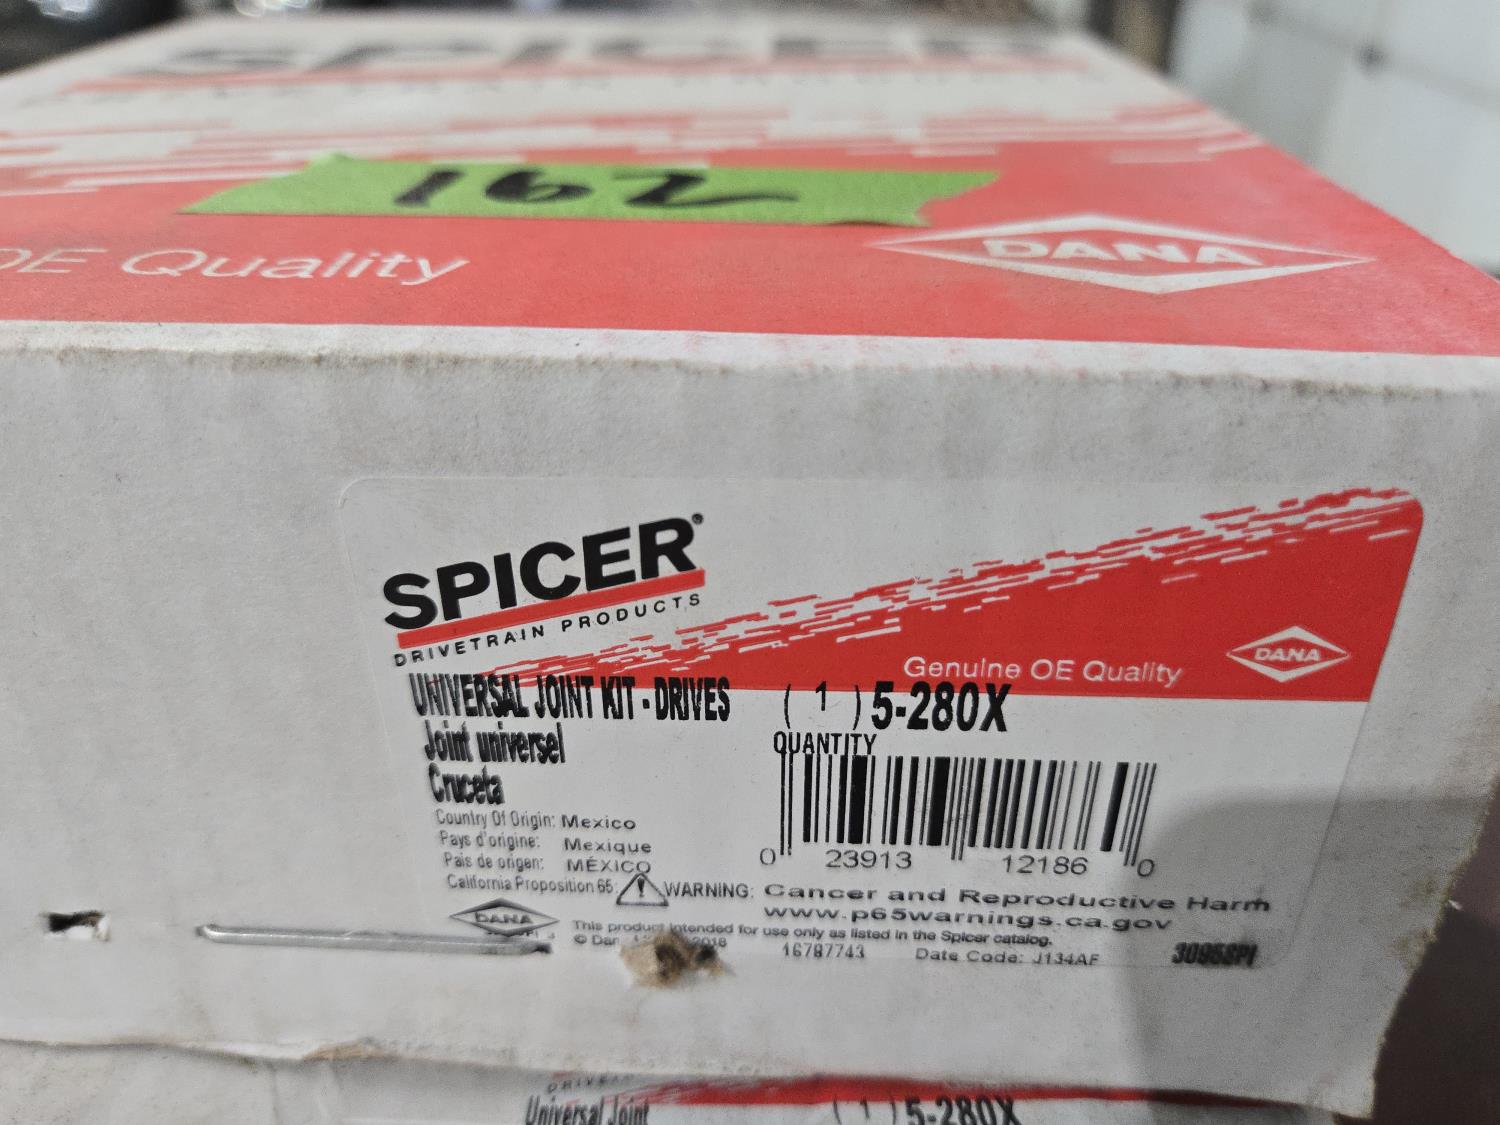 SPICER
162
OE Quality
DANA
SPICER®
DRIVETRAIN PRODUCTS
Genuine OE Quality
DANA
UNIVERSAL JOINT KIT - DRIVES
( 1 ) 5-280X
Joint universel
QUANTITY
Cruceta
Country Of Origin: Mexico
Pays d'origine: Mexique
Pais de origen: MÉXICO
0 23913 12186 0
California Proposition 65: WARNING: Cancer and Reproductive Harm
www.p65warnings.ca.gov
DANA
This product intended for use only as listed in the Spicer catalog.
© Dan 2018
16787743 Date Code: J134AF 3095SPI
Universal Joint ( 1 ) 5-280X